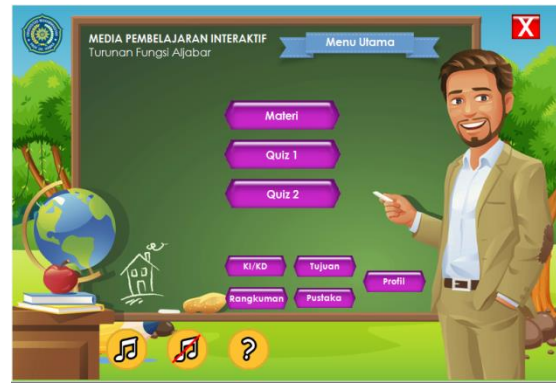 MEDIA PEMBELAJARAN INTERAKTIF
Turunan Fungsi Aljabar
Menu Utama
X
Materi
Quiz 1
Quiz 2
KI/KD
Tujuan
Profil
Rangkuman
Pustaka
?